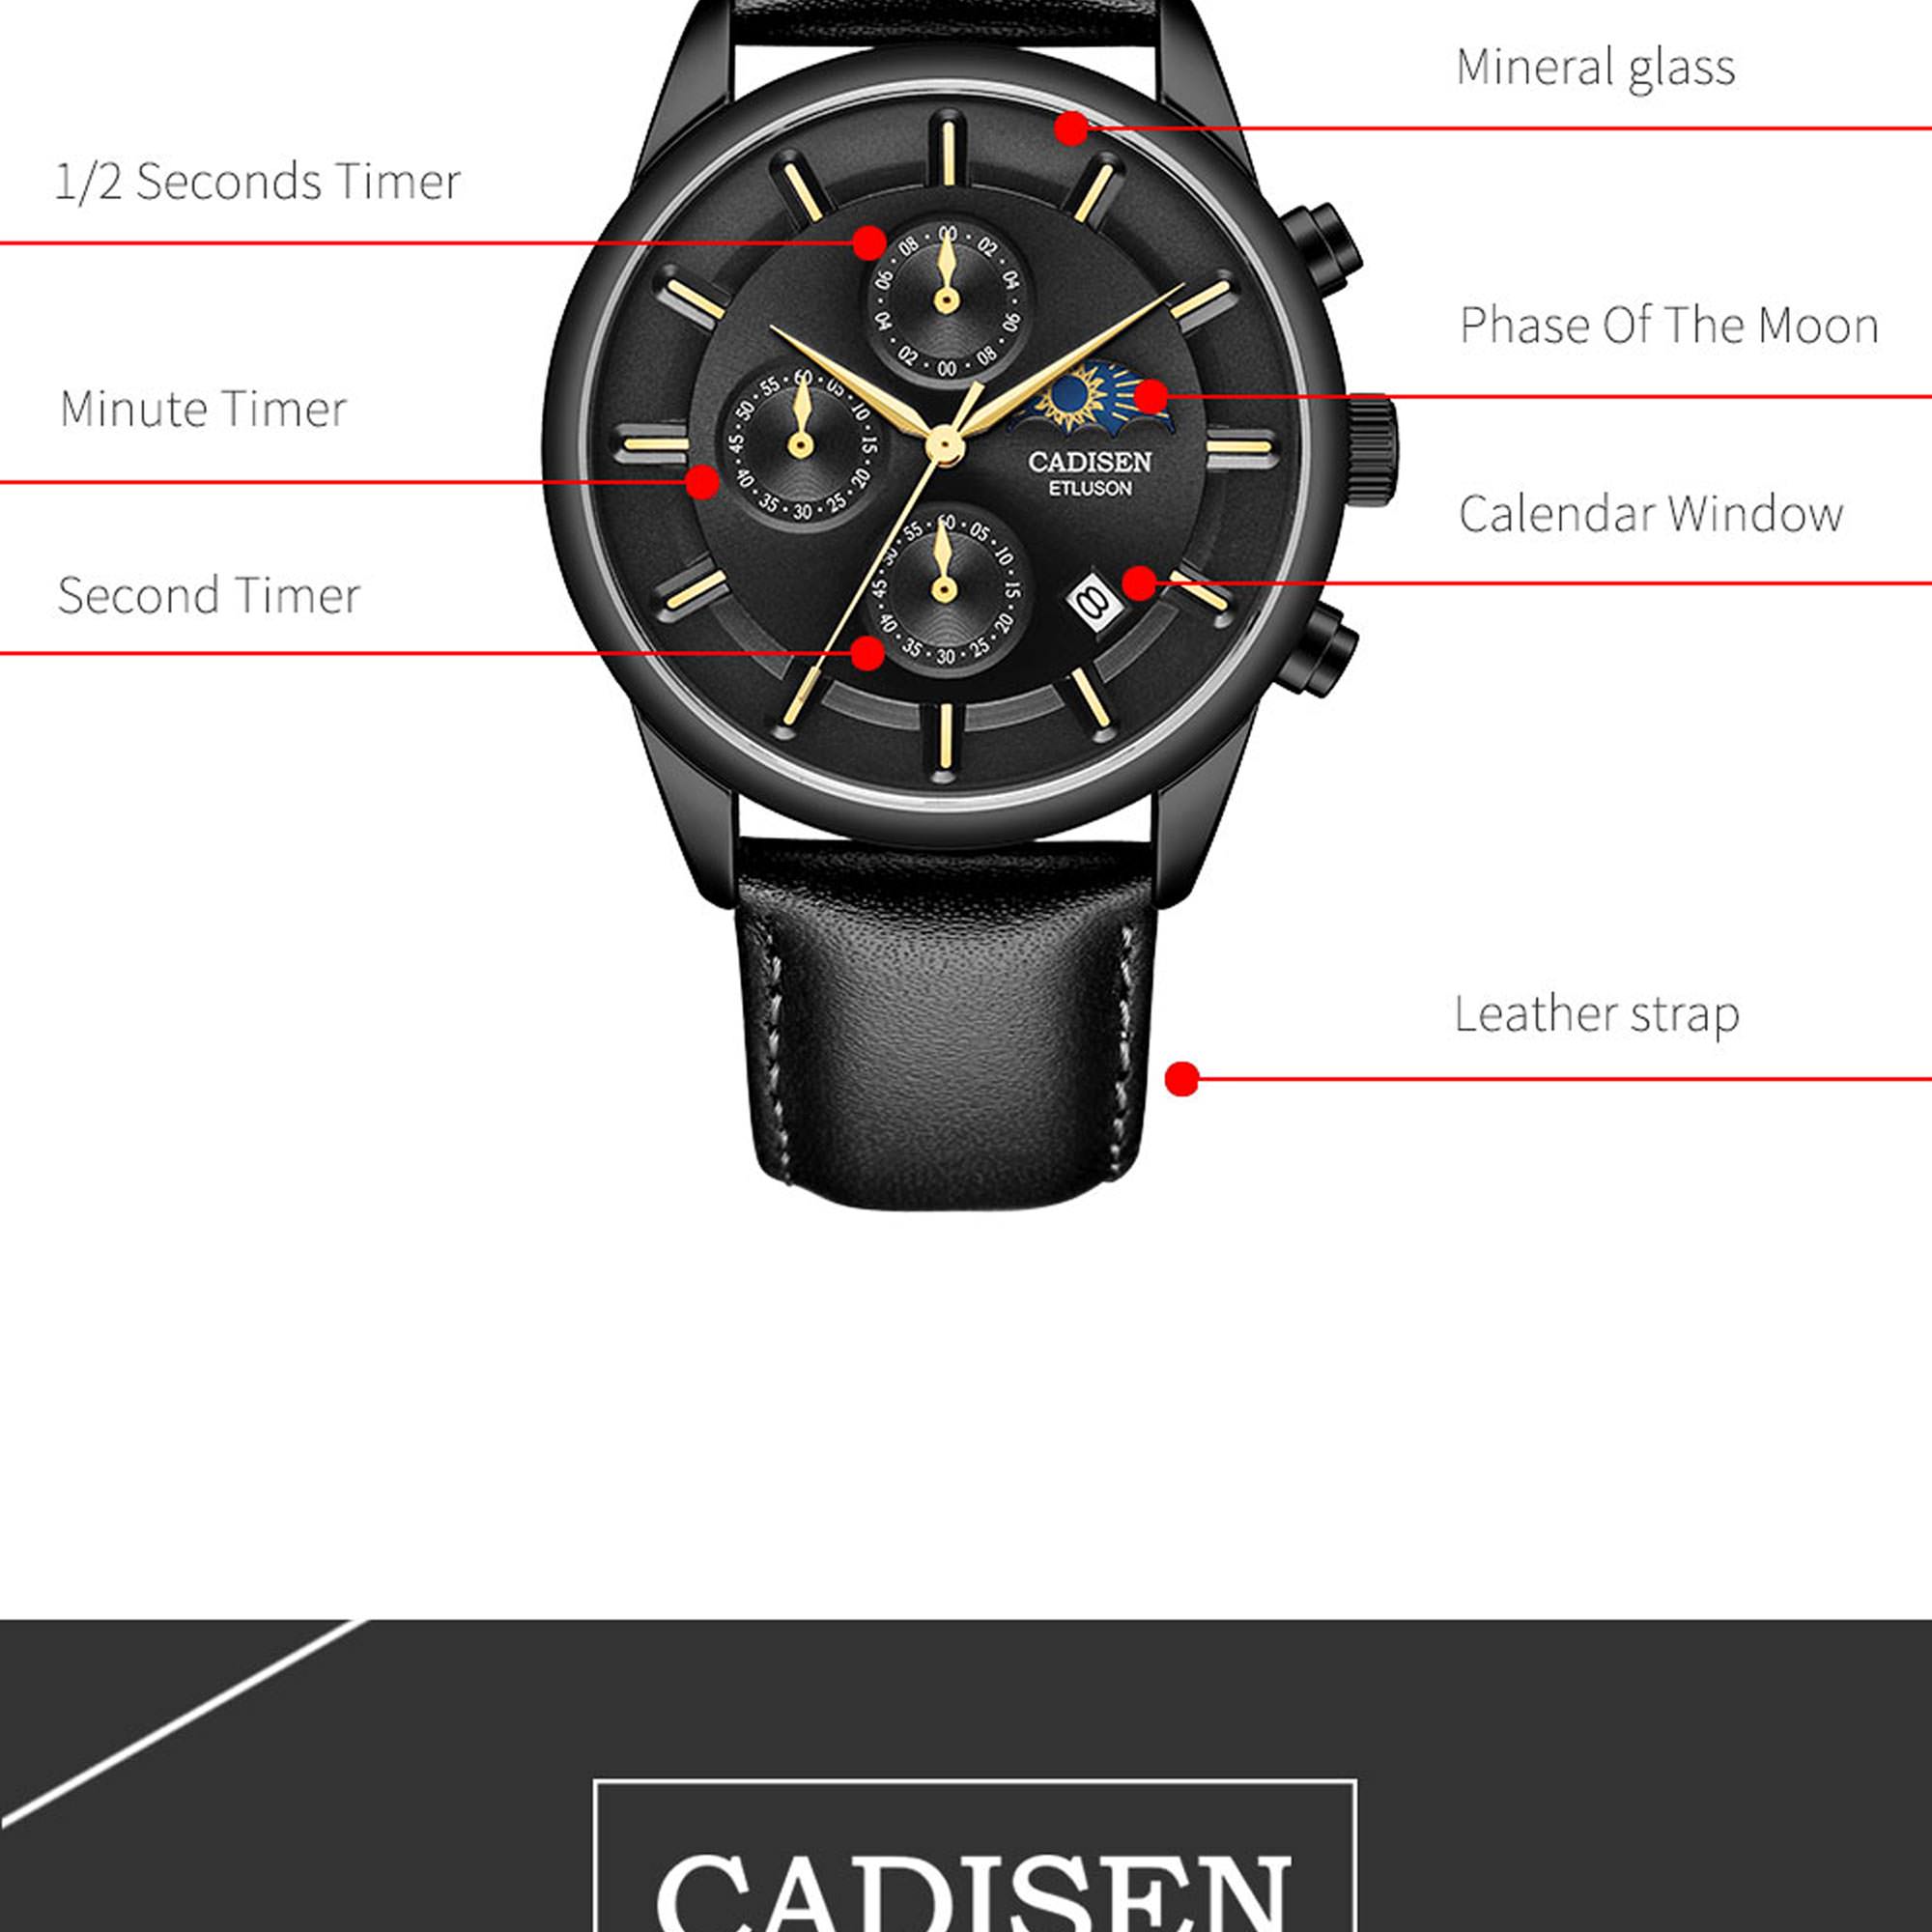 Mineral glass
1/2 Seconds Timer
Phase Of The Moon
Minute Timer
Calendar Window
Second Timer
Leather strap
00 02 04 06 08 00 02 04 06 08
60 05 10 15 20 25 30 35 40 45 50 55
CADISEN
ETLUSON
60 05 10 15 20 25 30 35 40 45 50 55
8
CADISEN